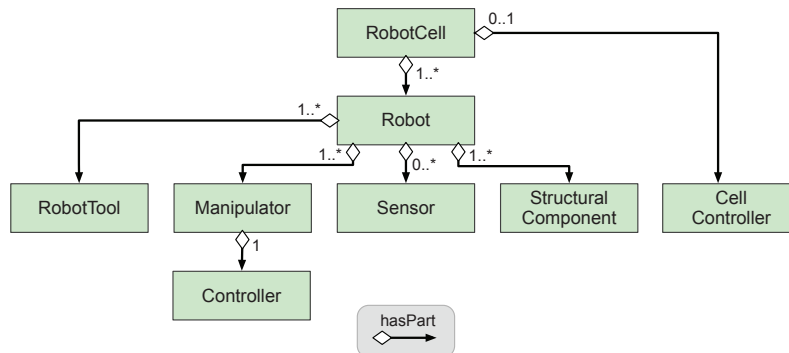 RobotCell
0..1
1..*
1..*
Robot
1..*
0..*
1..*
RobotTool
Manipulator
Sensor
Structural
Component
Cell
Controller
1
Controller
hasPart